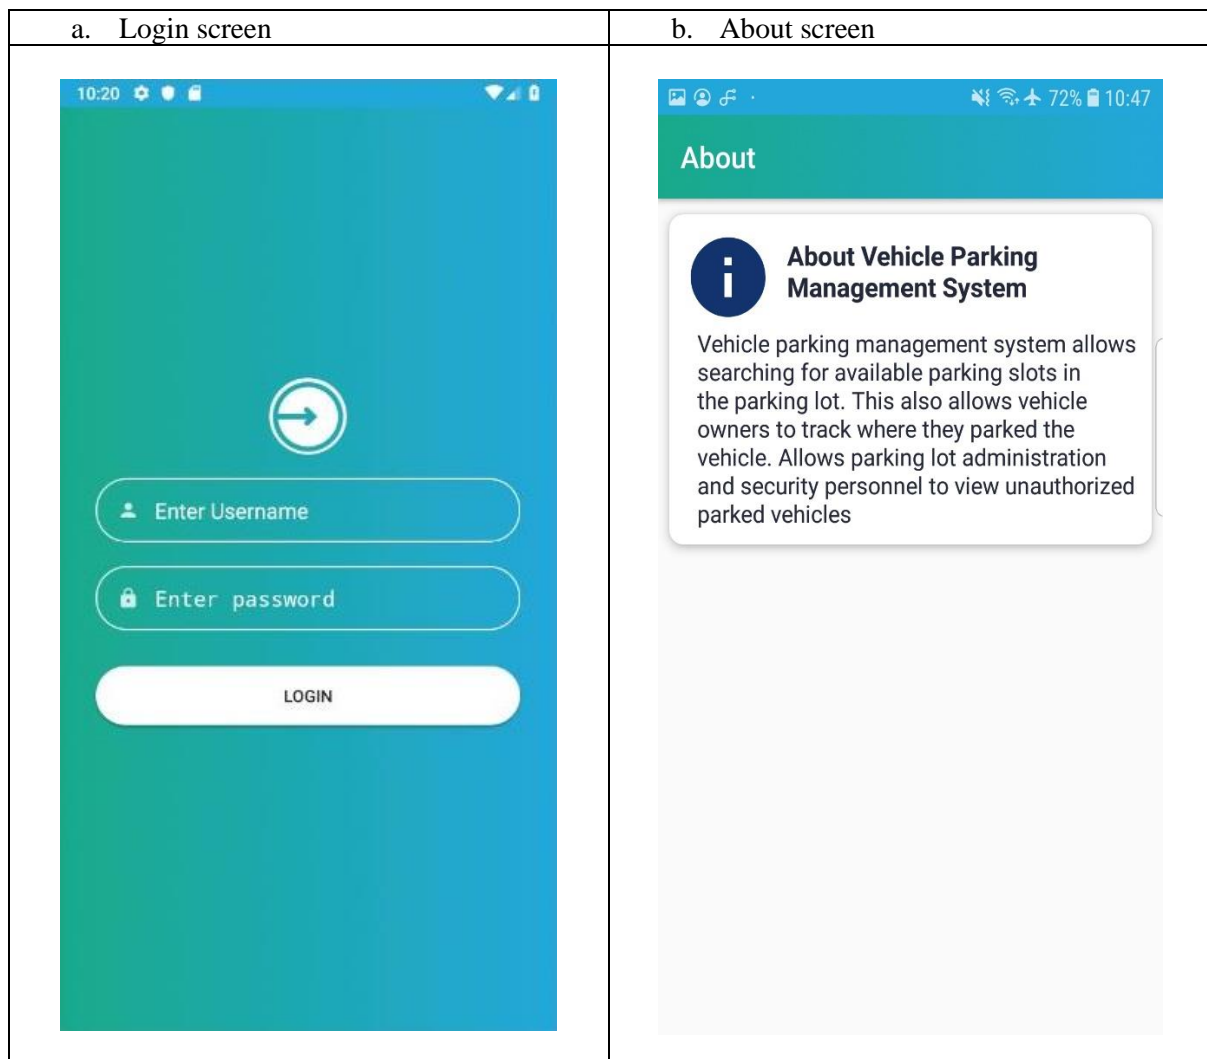 a. Login screen
b. About screen
10:20
Enter Username
Enter password
LOGIN
72% 10:47
About
About Vehicle Parking
Management System
Vehicle parking management system allows
searching for available parking slots in
the parking lot. This also allows vehicle
owners to track where they parked the
vehicle. Allows parking lot administration
and security personnel to view unauthorized
parked vehicles